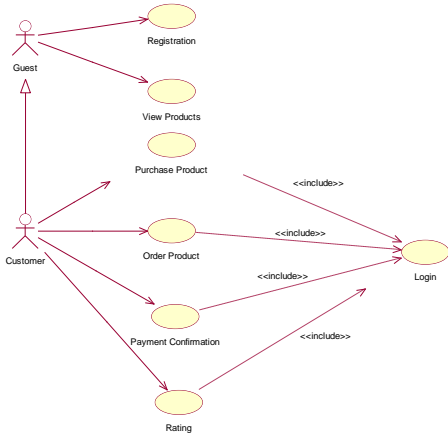 Registration
Guest
View Products
Purchase Product
<<include>>
<<include>>
Customer
Order Product
<<include>>
Login
Payment Confirmation
<<include>>
Rating